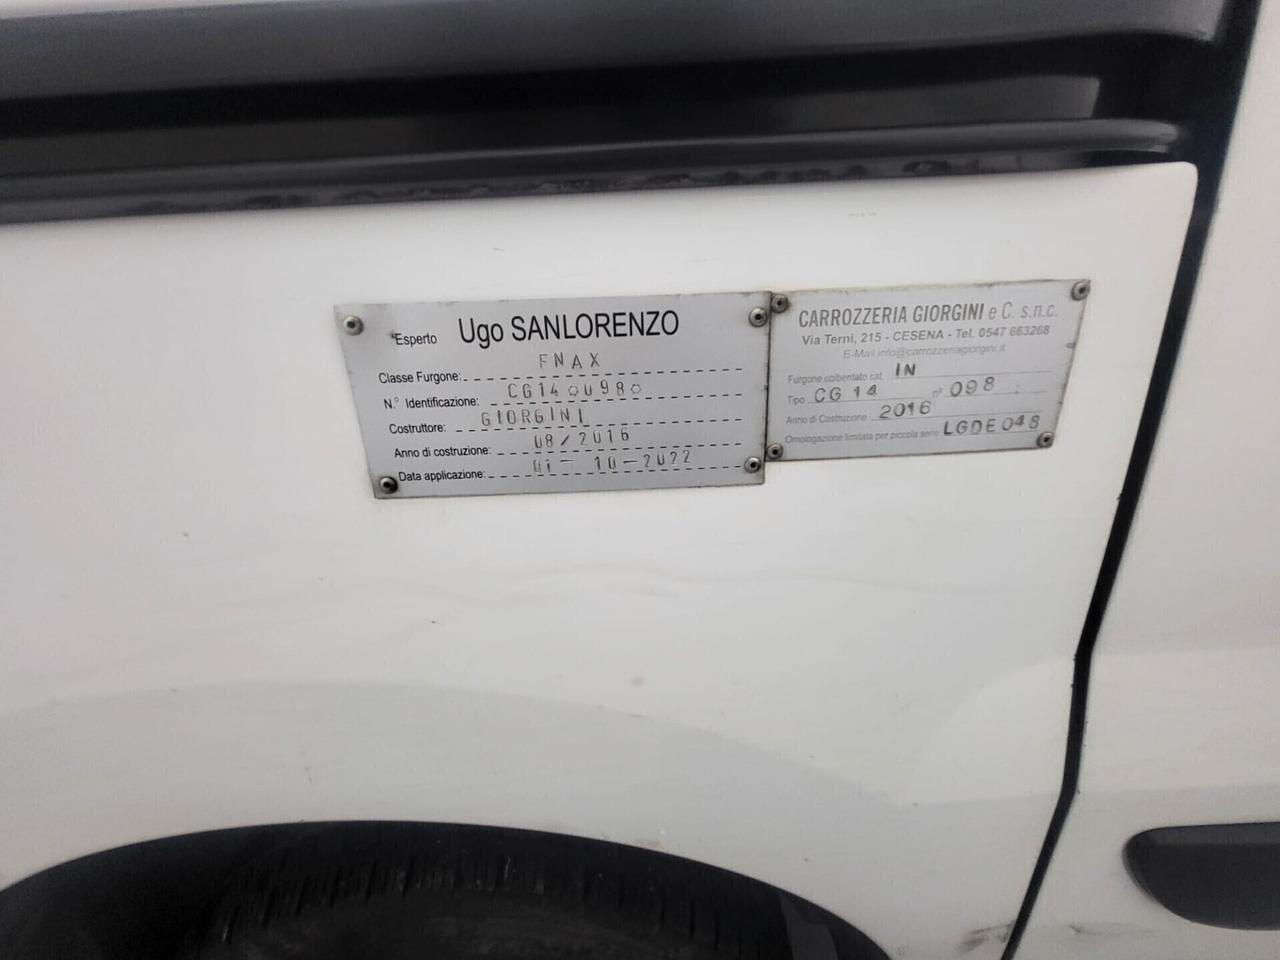 Esperto Ugo SANLORENZO
Classe Furgone: FNAX
N.° Identificazione: CG14◇098◇
Costruttore: GIORGINI
Anno di costruzione: 08/2016
Data applicazione: 01-10-2022
CARROZZERIA GIORGINI e C. s.n.c.
Via Terni, 215 - CESENA - Tel. 0547 663268
E-Mail info@carrozzeriagiorgini.it
Furgone coibentato cat. IN
Tipo CG 14 n° 098
Anno di Costruzione 2016
Omologazione limitata per piccola serie LGDE048